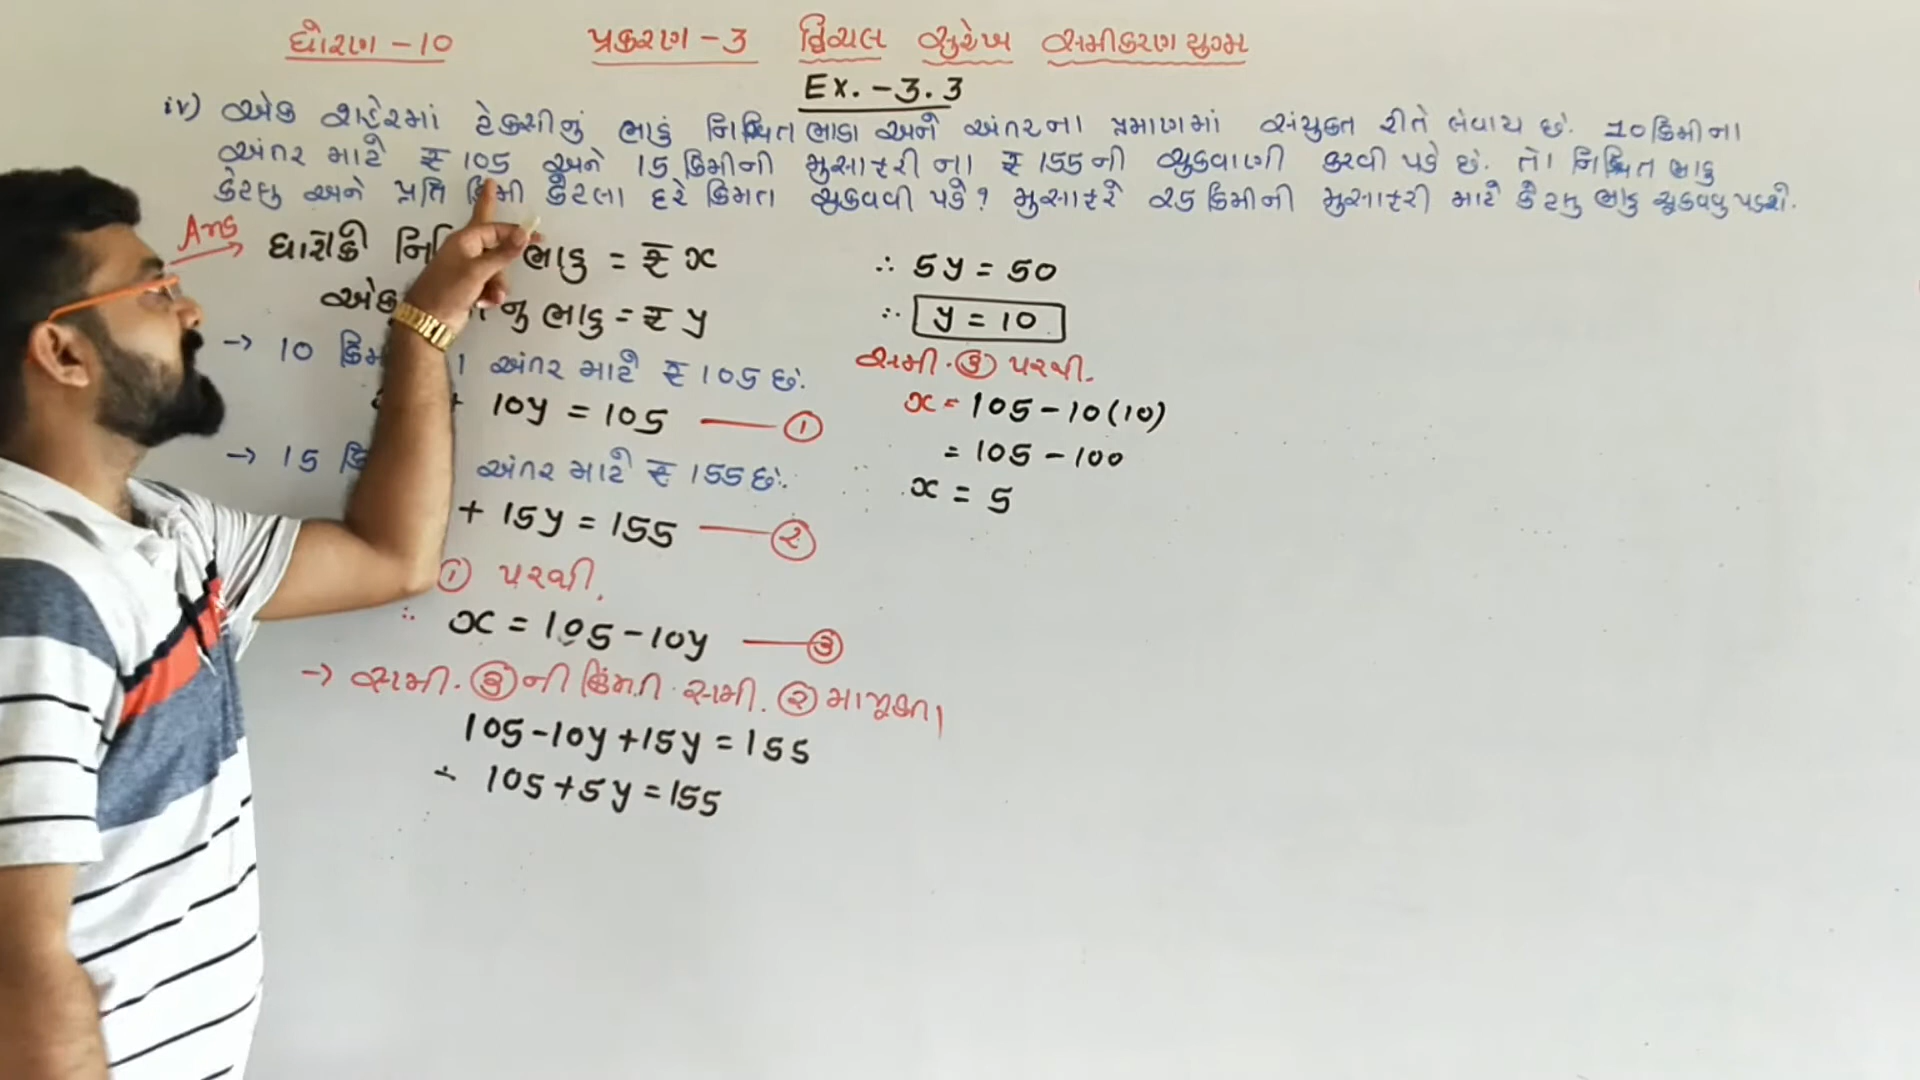 ધોરણ - 10 પ્રકરણ - 3 દ્વિચલ સુરેખ સમીકરણ યુગ્મ
Ex. - 3.3
iv) એક શહેરમાં ટેકસીનું ભાડું નિશ્ચિત ભાડા અને અંતરના પ્રમાણમાં સંયુક્ત રીતે લેવાય છે. 10 કિમીના
અંતર માટે ₹ 105 અને 15 કિમીની મુસાફરી ના ₹ 155 ની ચુકવાણી કરવી પડે છે. તો નિશ્ચિત ભાડુ
કેટલુ અને પ્રતિ કિમી કેટલા દરે કિમત ચુકવવી પડે ? મુસાફરે ૨5 કિમીની મુસાફરી માટે કેટલુ ભાડુ ચુકવવુ પડશે.
Ans → ધારોકે ભાડુ = ₹ x
એક નુ ભાડુ = ₹ y
→ 10 અંતર માટે ₹ 105 છે.
+ 10y = 105 —— ①
→ 15 અંતર માટે ₹ 155 છે.
+ 15y = 155 —— ②
① પરથી.
∴ x = 105 - 10y —— ③
→ સમી. ③ ની કિંમત સમી. ② મા મૂકતા
105 - 10y + 15y = 155
∴ 105 + 5y = 155
∴ 5y = 50
∴ y = 10
સમી. ③ પરથી.
x = 105 - 10(10)
= 105 - 100
x = 5